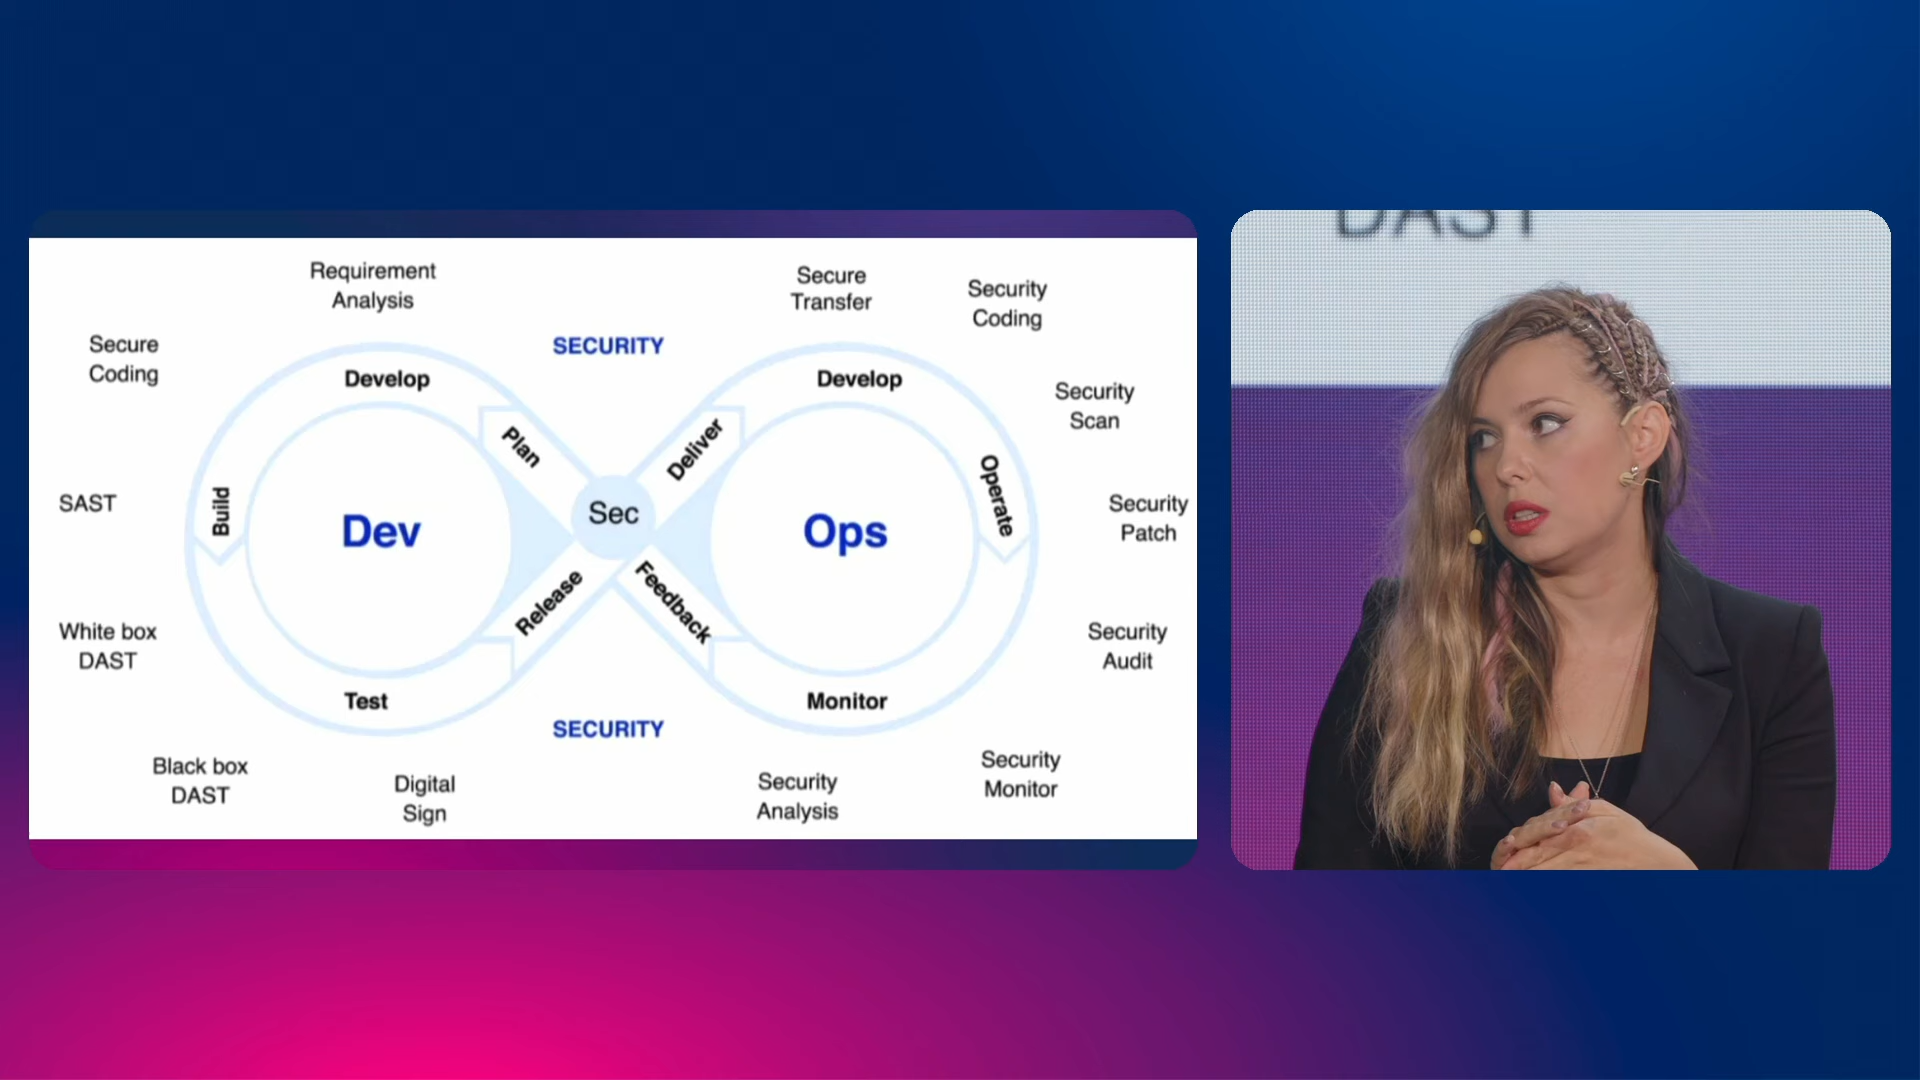 Requirement
Analysis
Secure
Transfer
Security
Coding
Secure
Coding
SECURITY
Develop
Develop
Security
Scan
Plan
Deliver
Build
Operate
SAST
Sec
Security
Patch
Dev
Ops
Release
Feedback
White box
DAST
Security
Audit
Test
Monitor
SECURITY
Black box
DAST
Digital
Sign
Security
Analysis
Security
Monitor
DAST